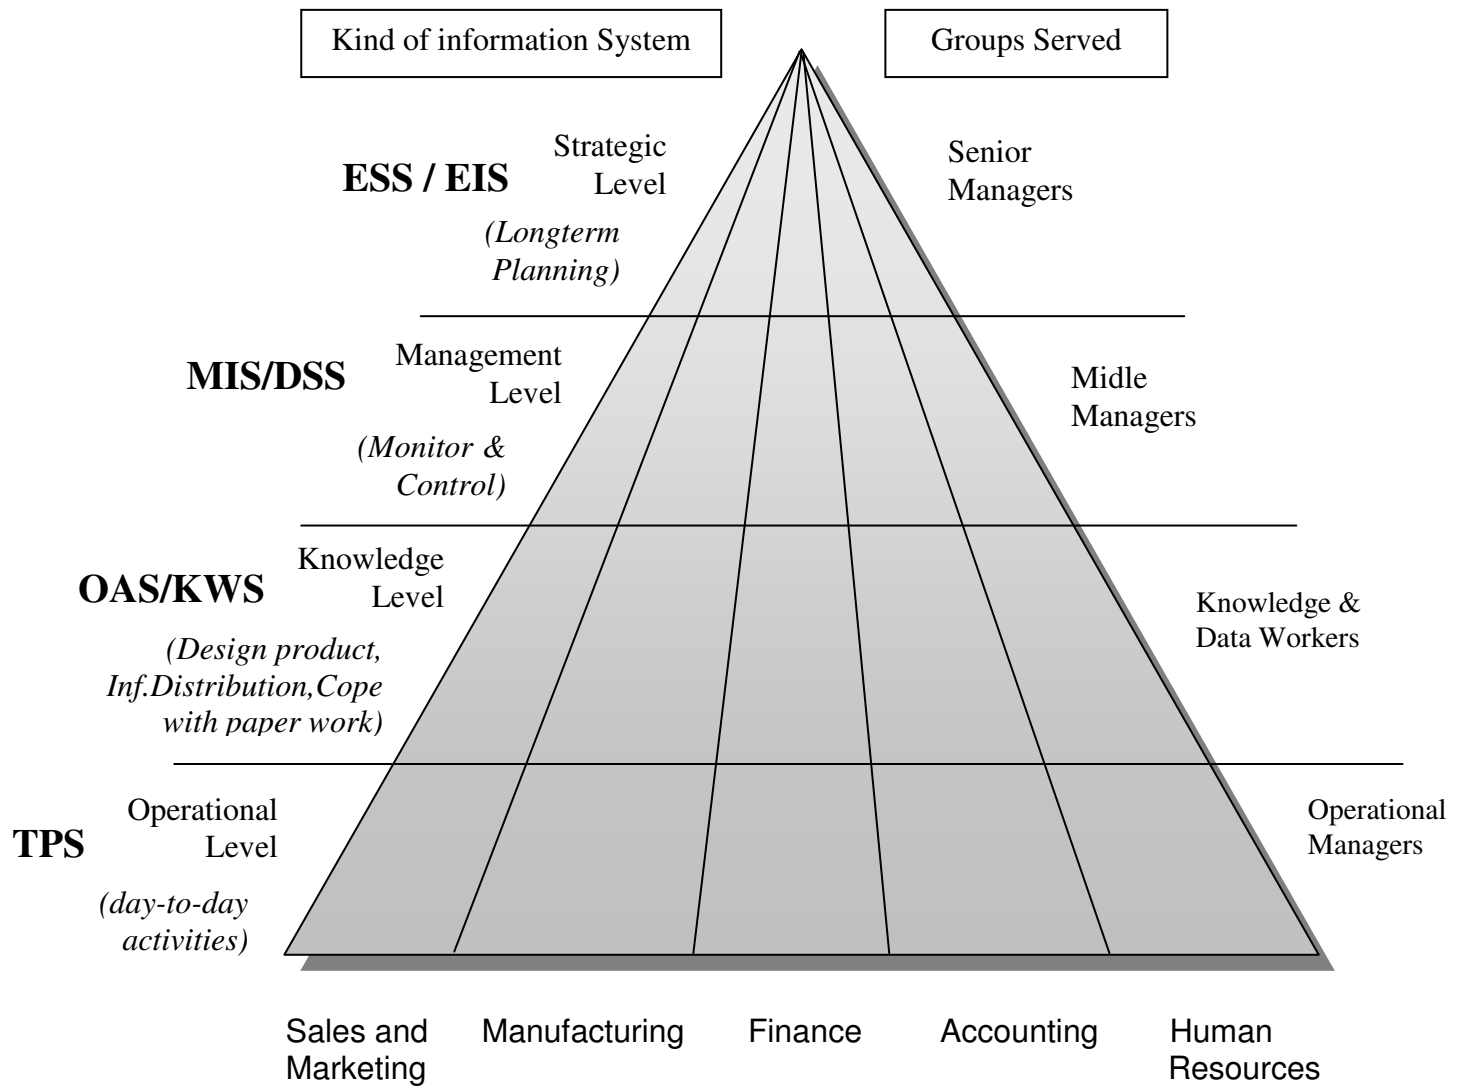 Kind of information System
Groups Served
Strategic
Level
ESS / EIS
(Longterm
Planning)
Senior
Managers
Management
Level
MIS/DSS
(Monitor &
Control)
Midle
Managers
Knowledge
Level
OAS/KWS
(Design product,
Inf.Distribution,Cope
with paper work)
Knowledge &
Data Workers
Operational
Level
TPS
(day-to-day
activities)
Operational
Managers
Sales and
Marketing
Manufacturing
Finance
Accounting
Human
Resources